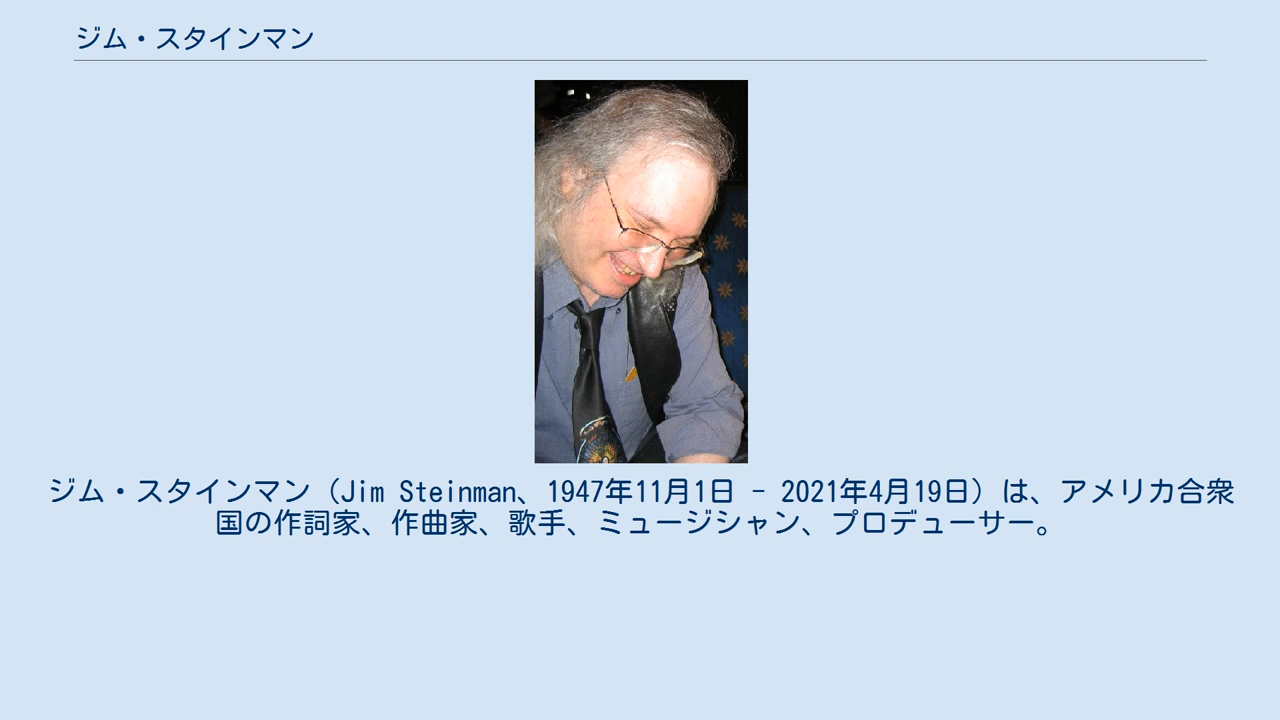 ジム・スタインマン
ジム・スタインマン（Jim Steinman、1947年11月1日 - 2021年4月19日）は、アメリカ合衆
国の作詞家、作曲家、歌手、ミュージシャン、プロデューサー。